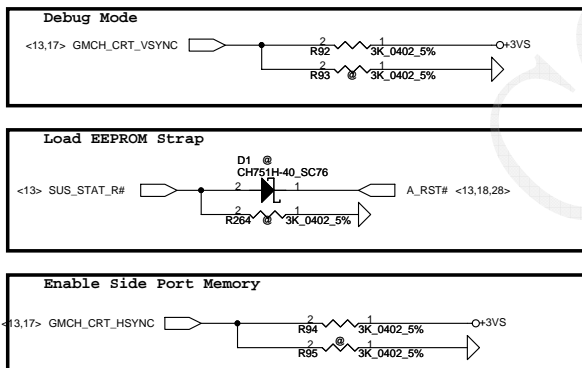 Debug Mode
<13,17> GMCH_CRT_VSYNC
2 1
R92 3K_0402_5% +3VS
2 1
R93 @ 3K_0402_5%
Load EEPROM Strap
D1 @
CH751H-40_SC76
<13> SUS_STAT_R# 2 1 A_RST# <13,18,28>
2 1
R264 @ 3K_0402_5%
Enable Side Port Memory
<13,17> GMCH_CRT_HSYNC
2 1
R94 3K_0402_5% +3VS
2 @ 1
R95 3K_0402_5%